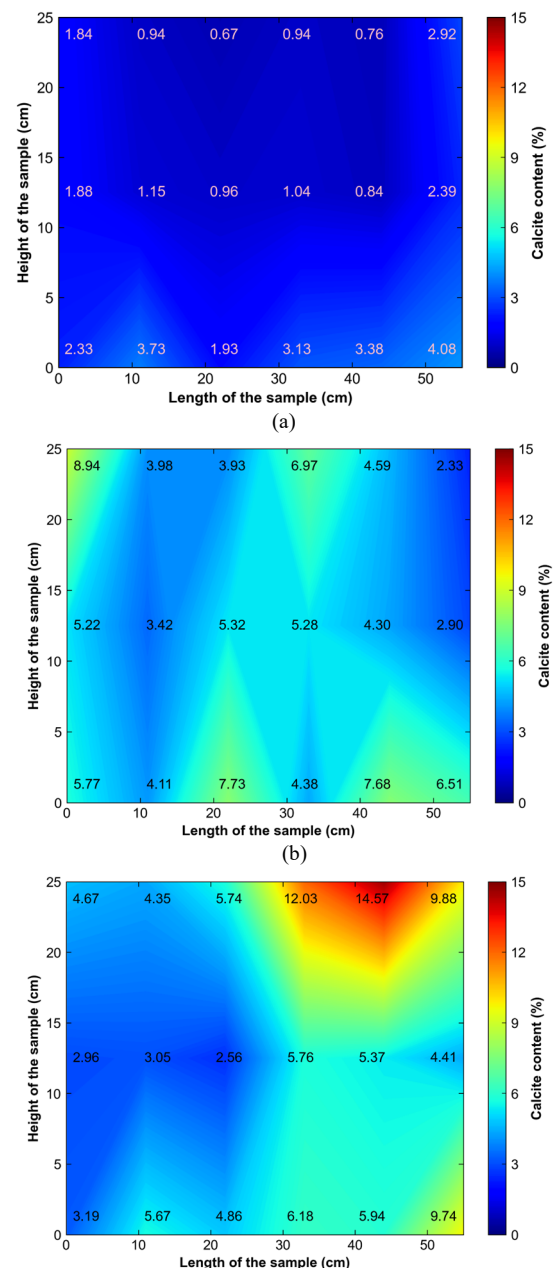 25
20
15
10
5
0
Height of the sample (cm)
1.84 0.94 0.67 0.94 0.76 2.92
1.88 1.15 0.96 1.04 0.84 2.39
2.33 3.73 1.93 3.13 3.38 4.08
0 10 20 30 40 50
Length of the sample (cm)
15
12
9
6
3
0
Calcite content (%)
(a)
25
20
15
10
5
0
Height of the sample (cm)
8.94 3.98 3.93 6.97 4.59 2.33
5.22 3.42 5.32 5.28 4.30 2.90
5.77 4.11 7.73 4.38 7.68 6.51
0 10 20 30 40 50
Length of the sample (cm)
15
12
9
6
3
0
Calcite content (%)
(b)
25
20
15
10
5
0
Height of the sample (cm)
4.67 4.35 5.74 12.03 14.57 9.88
2.96 3.05 2.56 5.76 5.37 4.41
3.19 5.67 4.86 6.18 5.94 9.74
0 10 20 30 40 50
Length of the sample (cm)
15
12
9
6
3
0
Calcite content (%)